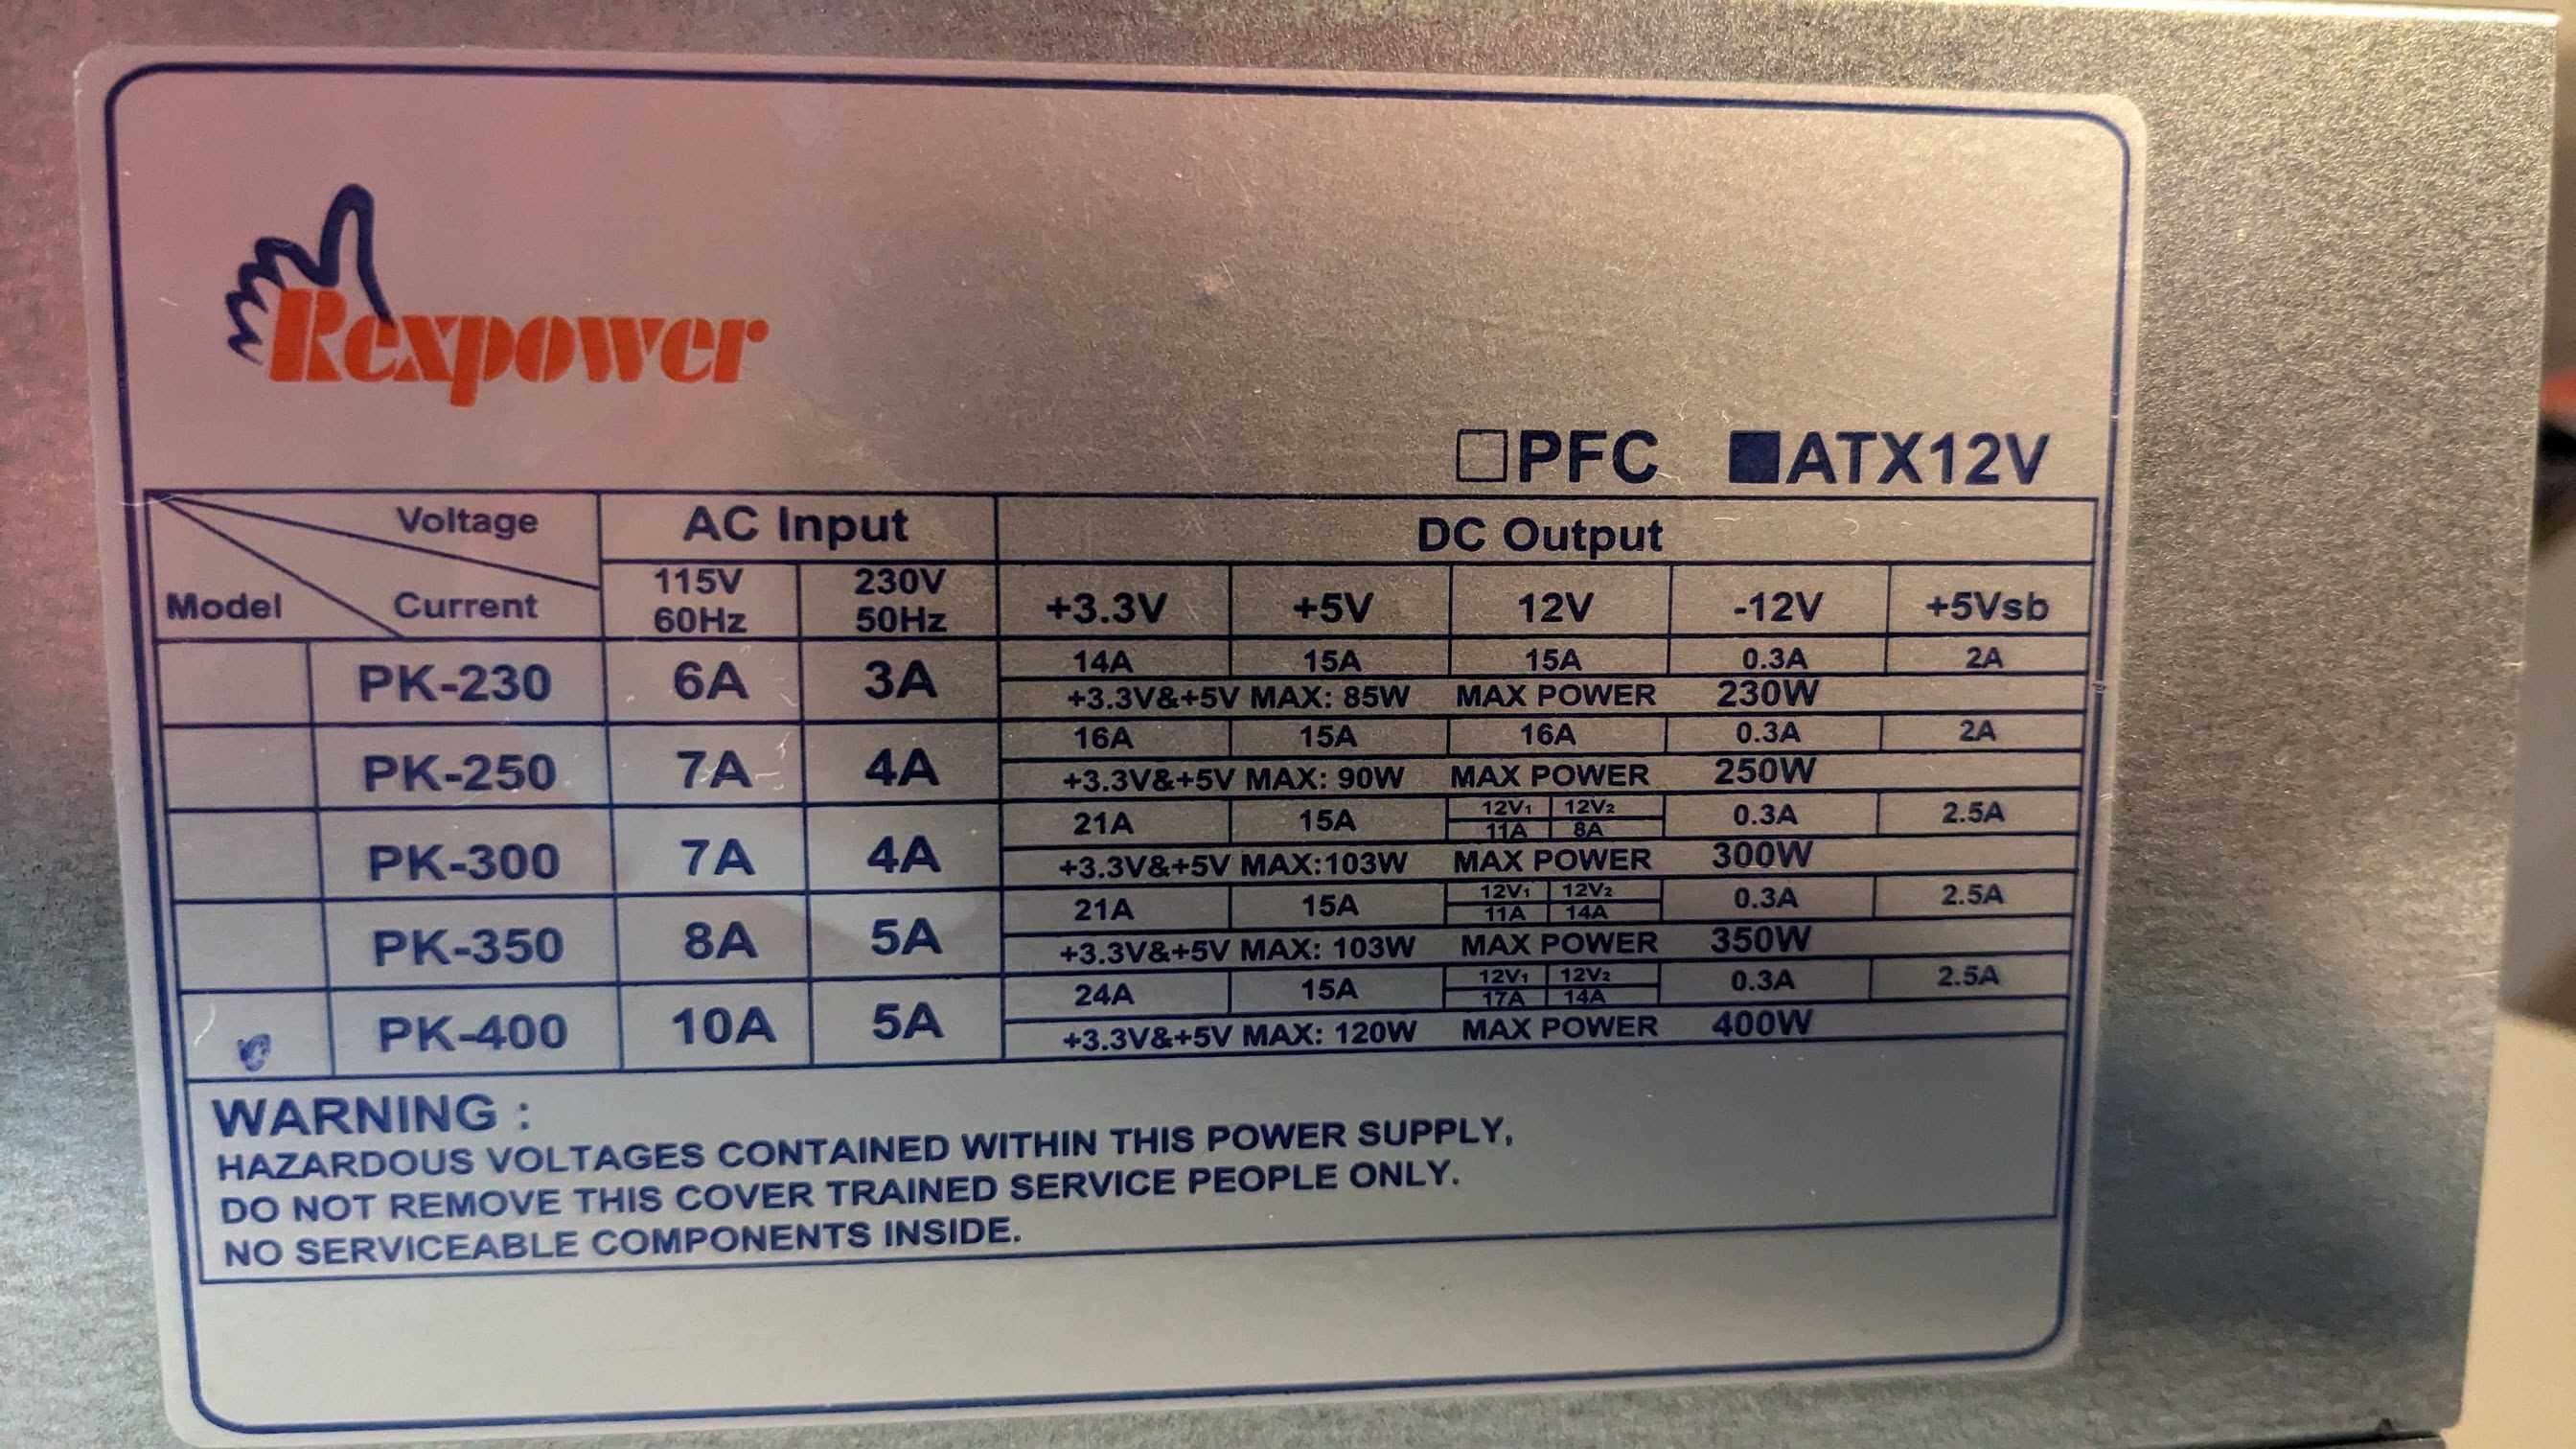 Rexpower
PFC ATX12V
Voltage AC Input DC Output
Model Current 115V 60Hz 230V 50Hz +3.3V +5V 12V -12V +5Vsb
PK-230 6A 3A 14A 15A 15A 0.3A 2A
+3.3V&+5V MAX: 85W MAX POWER 230W
PK-250 7A 4A 16A 15A 16A 0.3A 2A
+3.3V&+5V MAX: 90W MAX POWER 250W
PK-300 7A 4A 21A 15A 12V1 12V2 11A 8A 0.3A 2.5A
+3.3V&+5V MAX:103W MAX POWER 300W
PK-350 8A 5A 21A 15A 12V1 12V2 11A 14A 0.3A 2.5A
+3.3V&+5V MAX: 103W MAX POWER 350W
PK-400 10A 5A 24A 15A 12V1 12V2 17A 14A 0.3A 2.5A
+3.3V&+5V MAX: 120W MAX POWER 400W
WARNING :
HAZARDOUS VOLTAGES CONTAINED WITHIN THIS POWER SUPPLY,
DO NOT REMOVE THIS COVER TRAINED SERVICE PEOPLE ONLY.
NO SERVICEABLE COMPONENTS INSIDE.